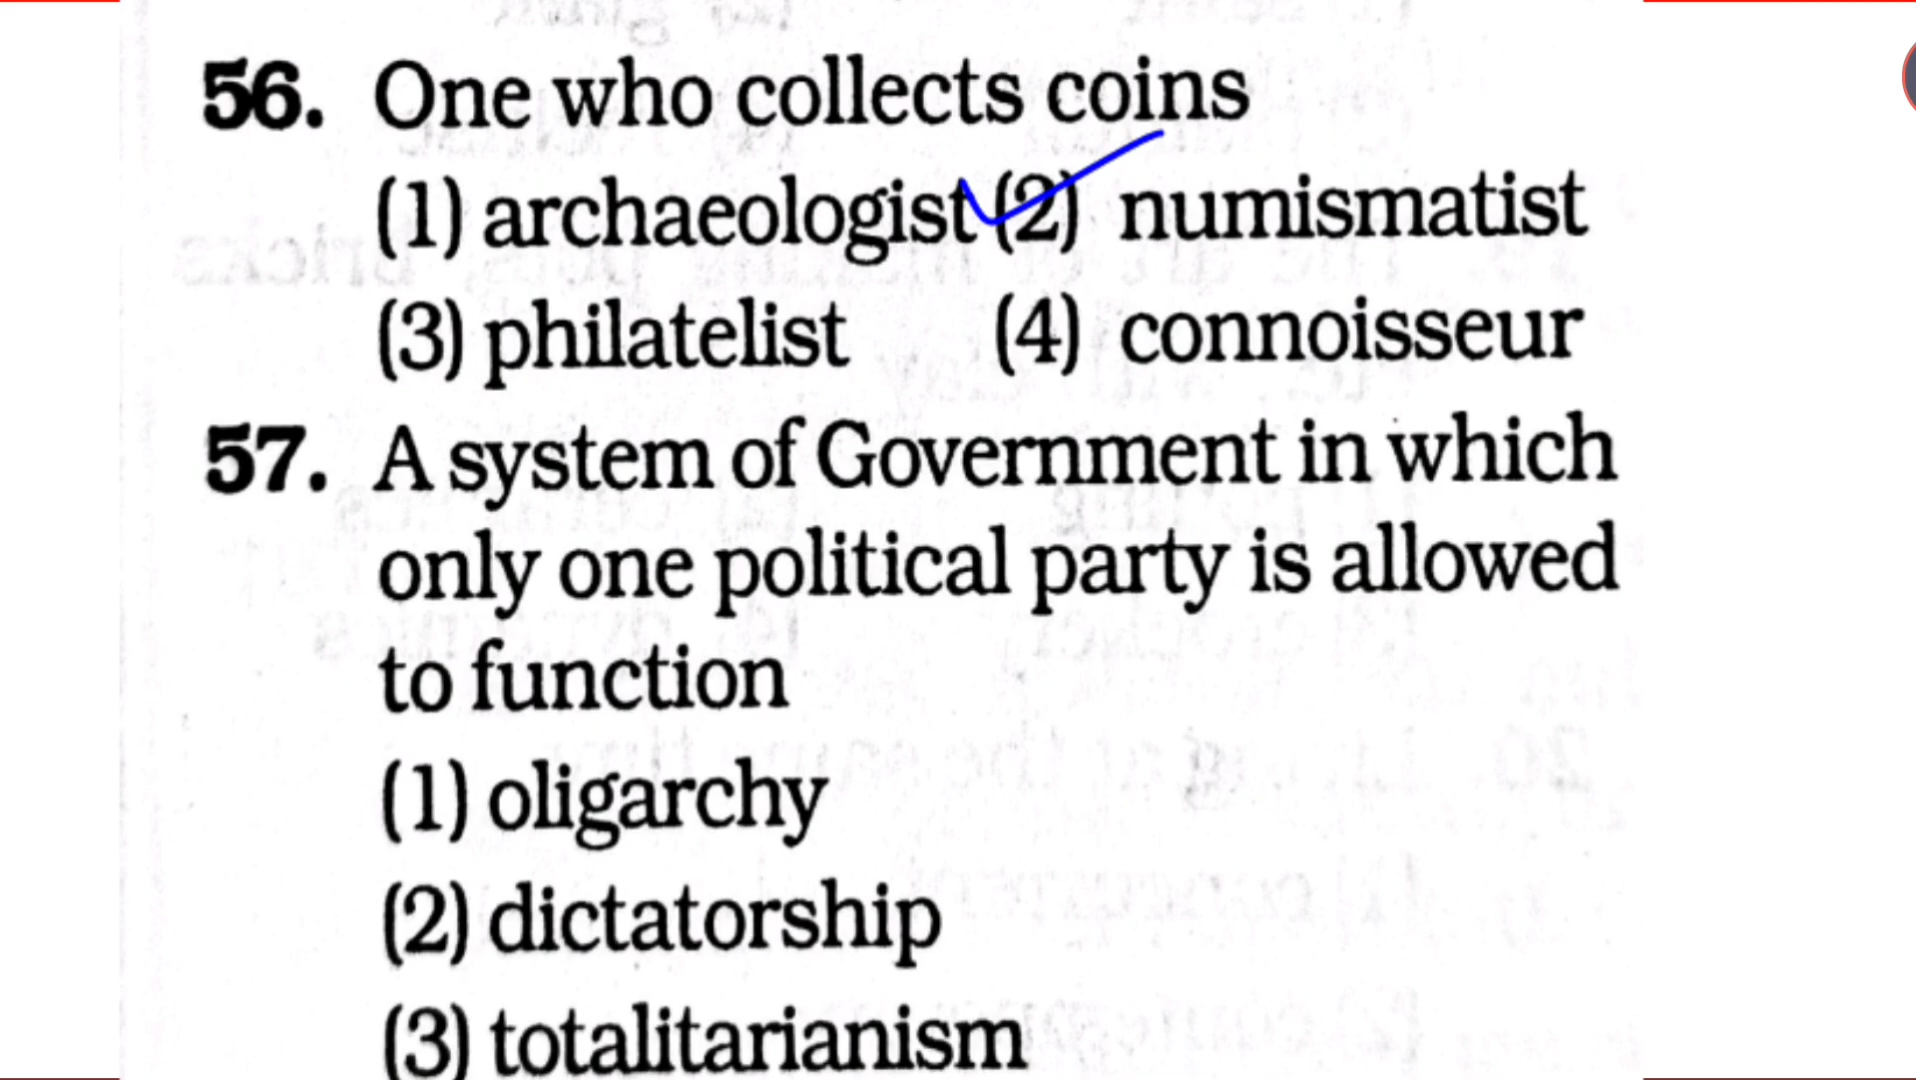 56. One who collects coins
(1) archaeologist (2) numismatist
(3) philatelist (4) connoisseur
57. A system of Government in which
only one political party is allowed
to function
(1) oligarchy
(2) dictatorship
(3) totalitarianism